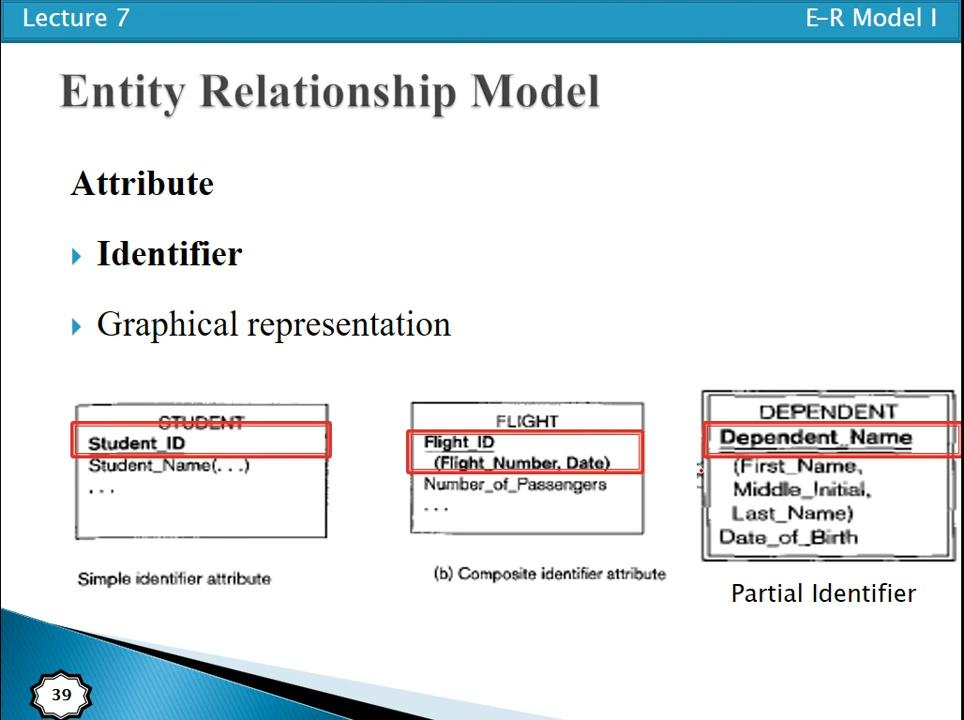 Lecture 7
E-R Model I
Entity Relationship Model
Attribute
Identifier
Graphical representation
STUDENT
Student_ID
Student_Name(. . .)
. . .
Simple identifier attribute
FLIGHT
Flight_ID
(Flight_Number, Date)
Number_of_Passengers
. . .
(b) Composite identifier attribute
DEPENDENT
Dependent_Name
(First_Name,
Middle_Initial,
Last_Name)
Date_of_Birth
Partial Identifier
39